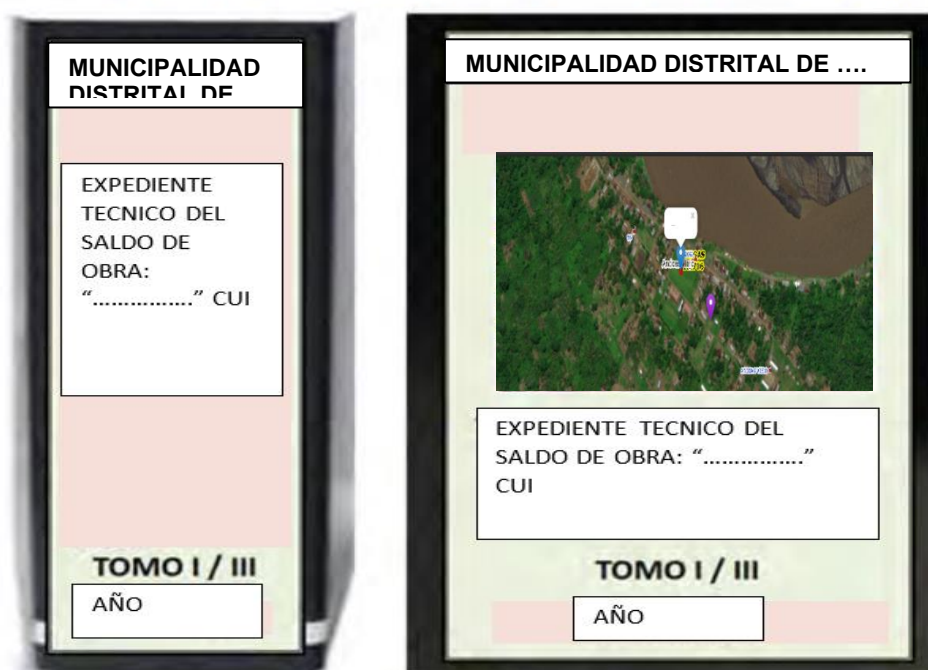 MUNICIPALIDAD
DISTRITAL DE
EXPEDIENTE
TECNICO DEL
SALDO DE
OBRA:
“……………” CUI
TOMO I / III
AÑO
MUNICIPALIDAD DISTRITAL DE ….
EXPEDIENTE TECNICO DEL
SALDO DE OBRA: “……………”
CUI
TOMO I / III
AÑO